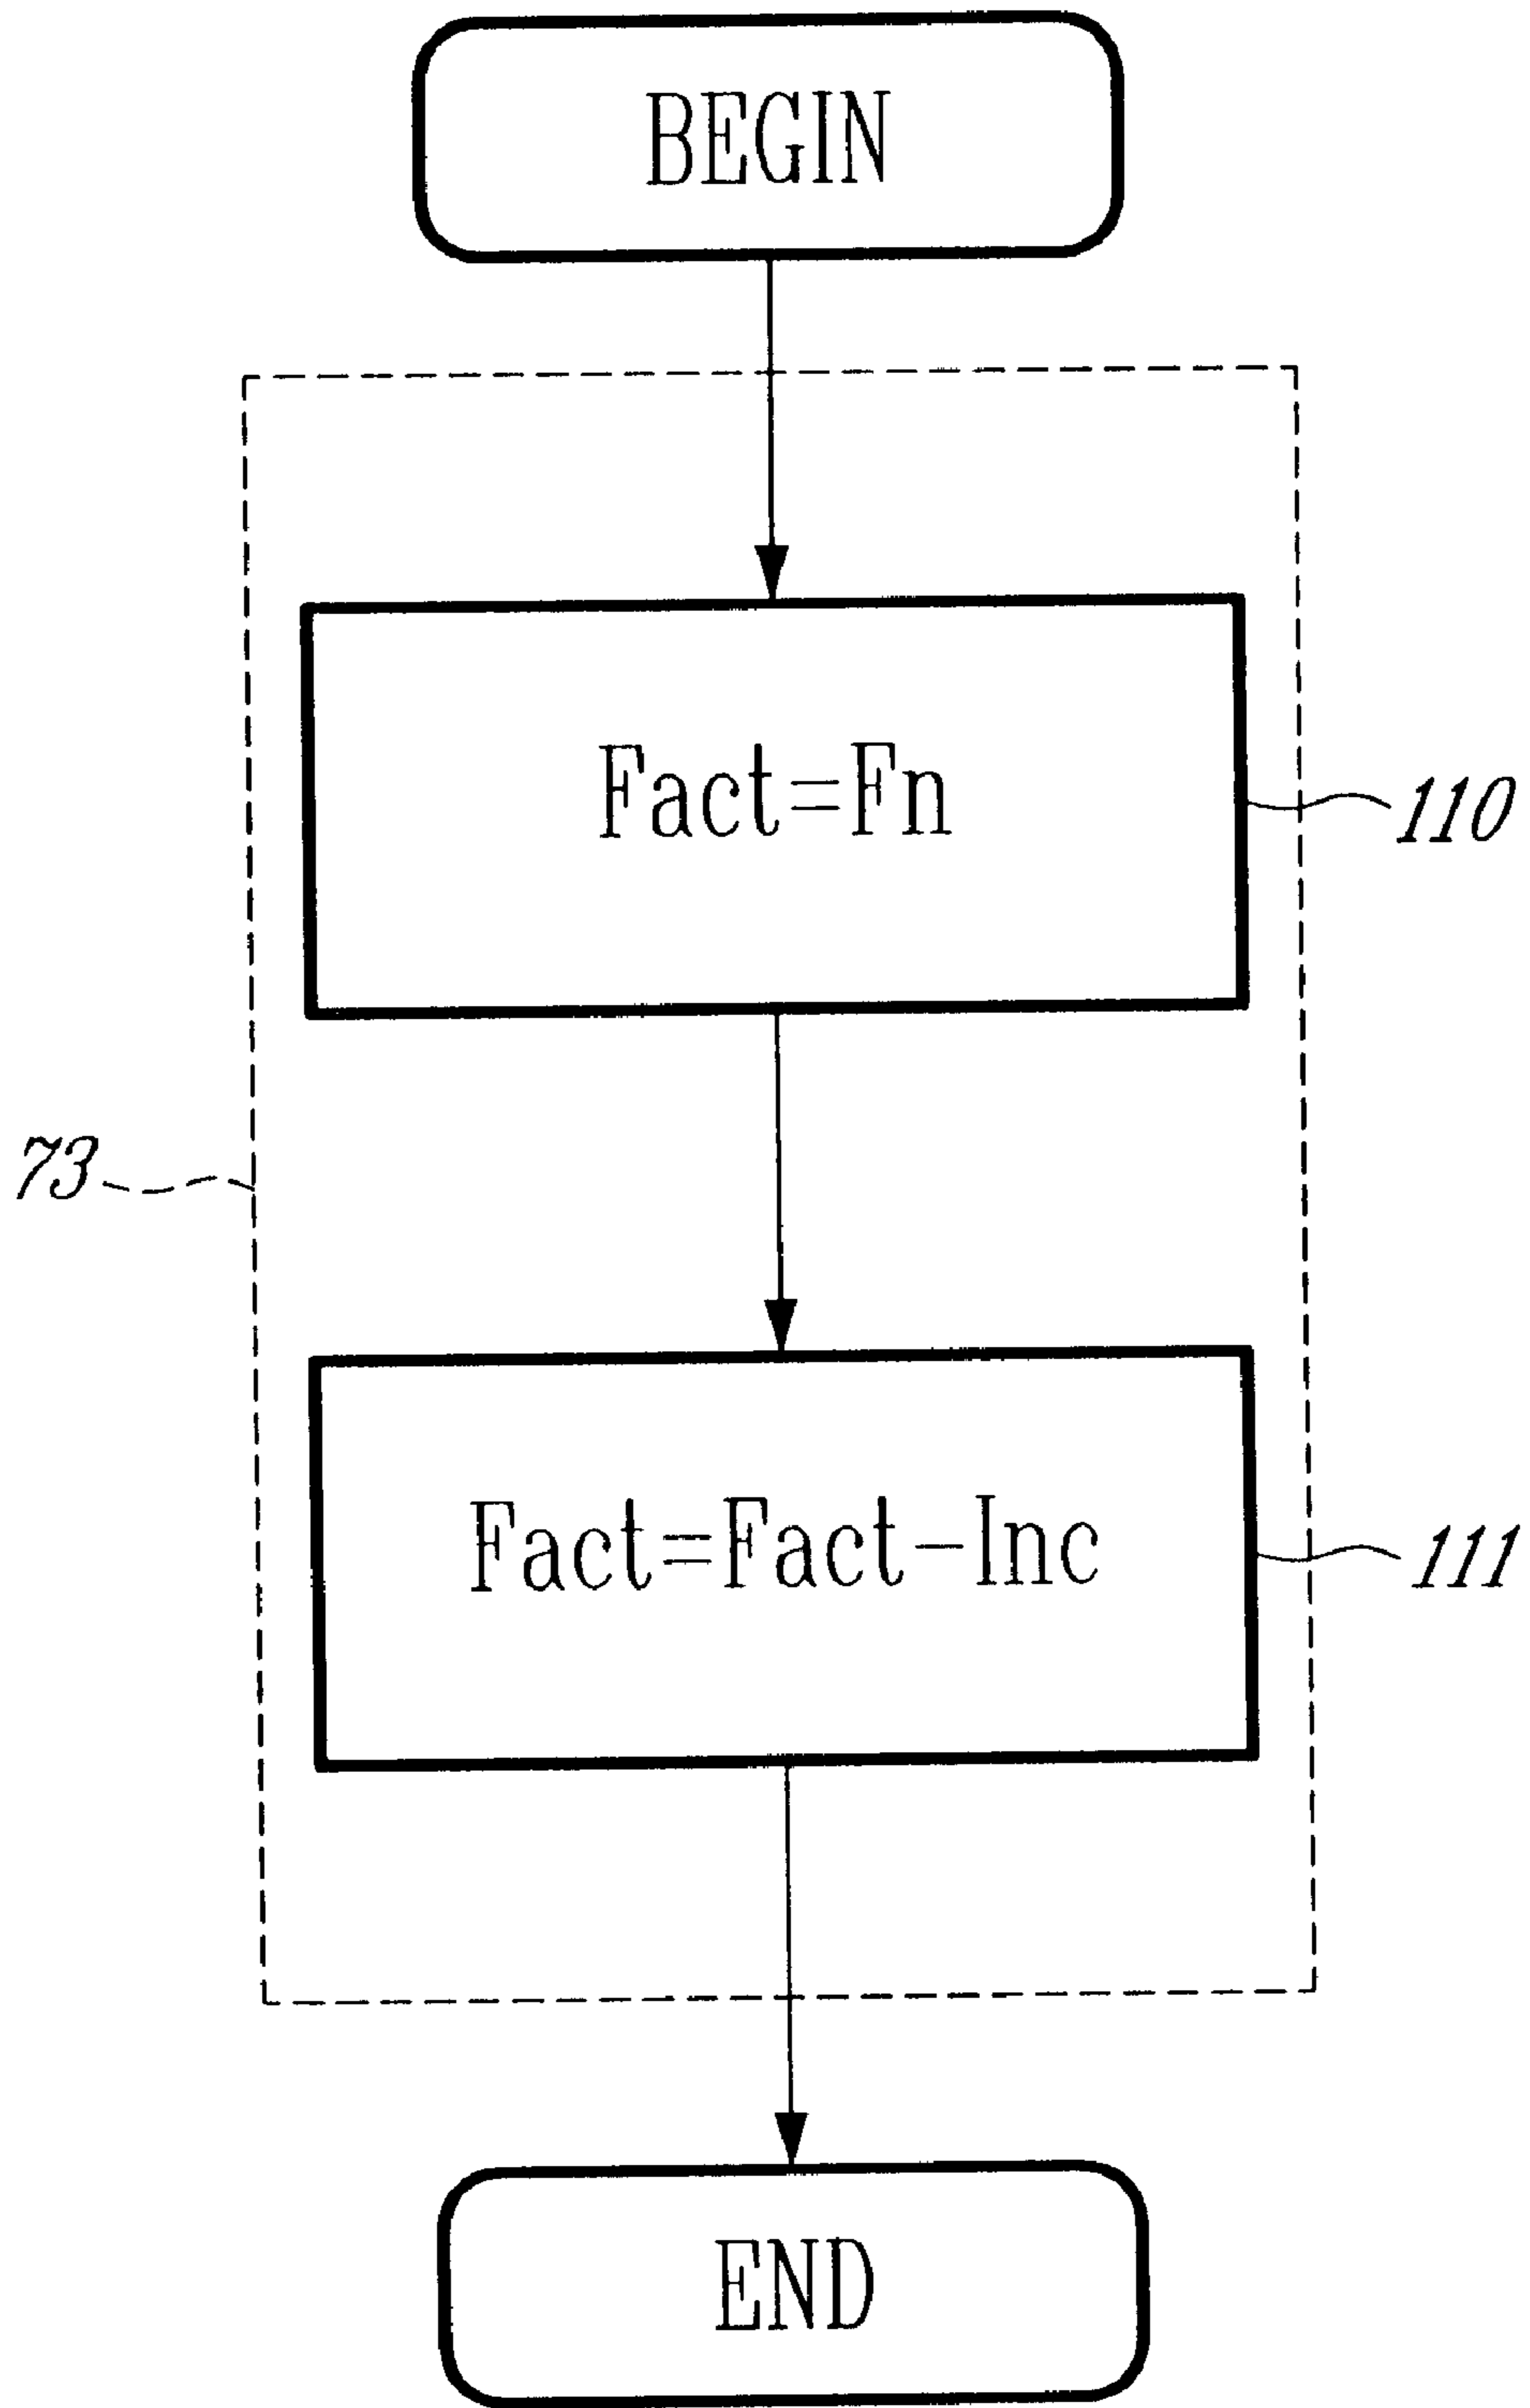 BEGIN
Fact=Fn
110
73
Fact=Fact-Inc
111
END